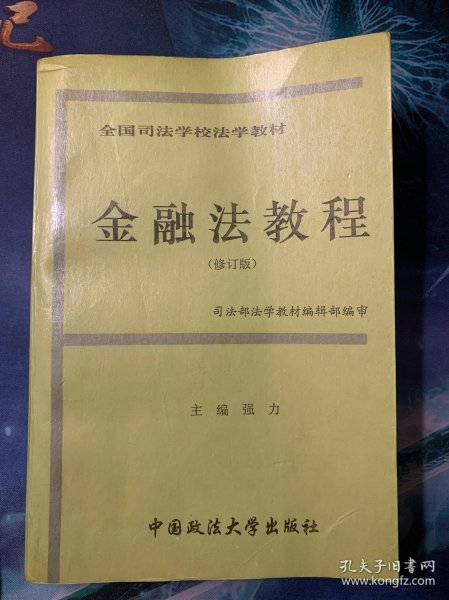 己
全国司法学校法学教材
金融法教程
(修订版)
司法部法学教材编辑部编审
主编 强力
中国政法大学出版社
孔夫子旧书网
www.kongfz.com